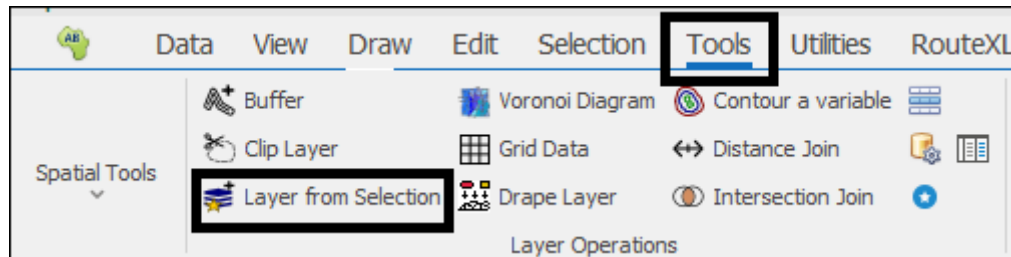 AB Data View Draw Edit Selection Tools Utilities RouteXL
Buffer Voronoi Diagram Contour a variable
Clip Layer Grid Data Distance Join
Spatial Tools
Layer from Selection Drape Layer Intersection Join
Layer Operations